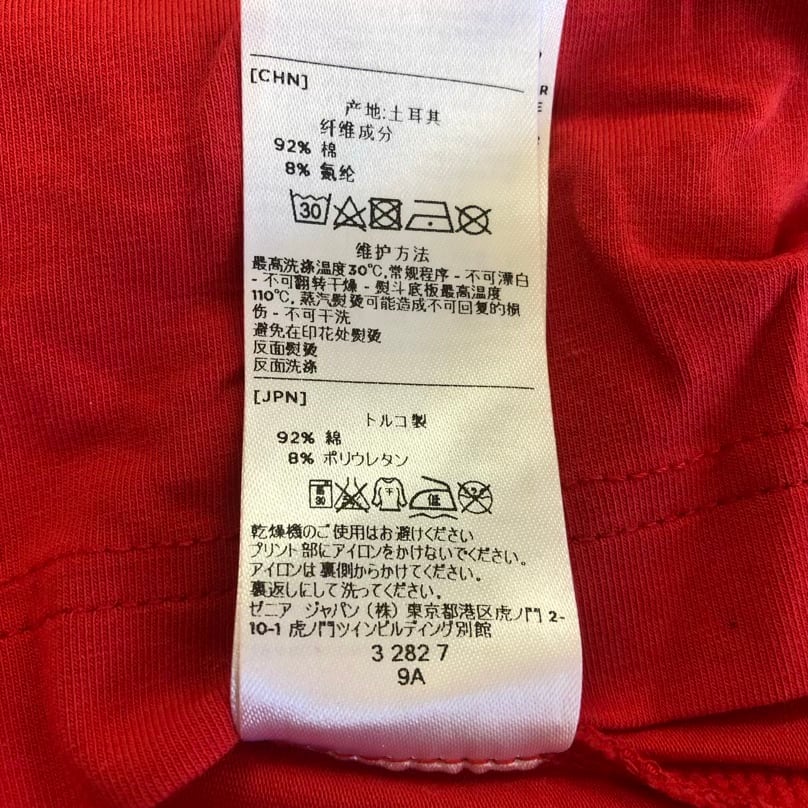 R
E
[CHN]
产地:土耳其
纤维成分
92% 棉
8% 氨纶
30
维护方法
最高洗涤温度30°C,常规程序 - 不可漂白
- 不可翻转干燥 - 熨斗底板最高温度
110°C, 蒸汽熨烫可能造成不可回复的损
伤 - 不可干洗
避免在印花处熨烫
反面熨烫
反面洗涤
[JPN]
トルコ製
92% 綿
8% ポリウレタン
30 低
乾燥機のご使用はお避けください
プリント部にアイロンをかけないでください。
アイロンは裏側からかけてください。
裏返しにして洗ってください。
ゼニア ジャパン (株) 東京都港区虎ノ門 2-
10-1 虎ノ門ツインビルディング別館
3 282 7
9A